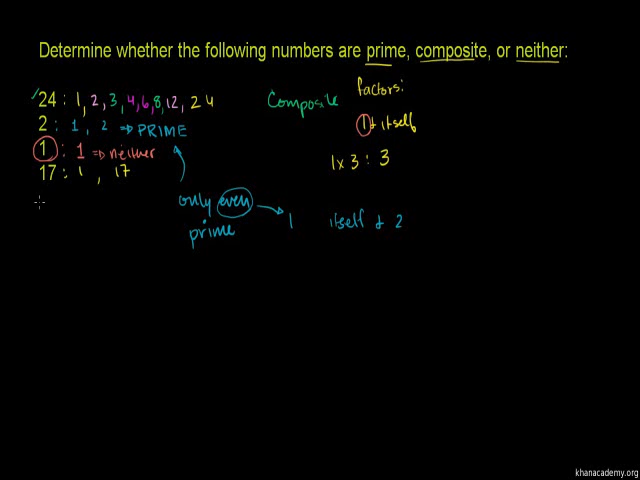 Determine whether the following numbers are prime, composite, or neither:
24 : 1, 2, 3, 4, 6, 8, 12, 24 Composite factors:
2 : 1, 2 ⇒ PRIME 1 & itself
1 : 1 ⇒ neither 1 x 3 : 3
17 : 1, 17
only even → 1 itself & 2
prime
khanacademy.org